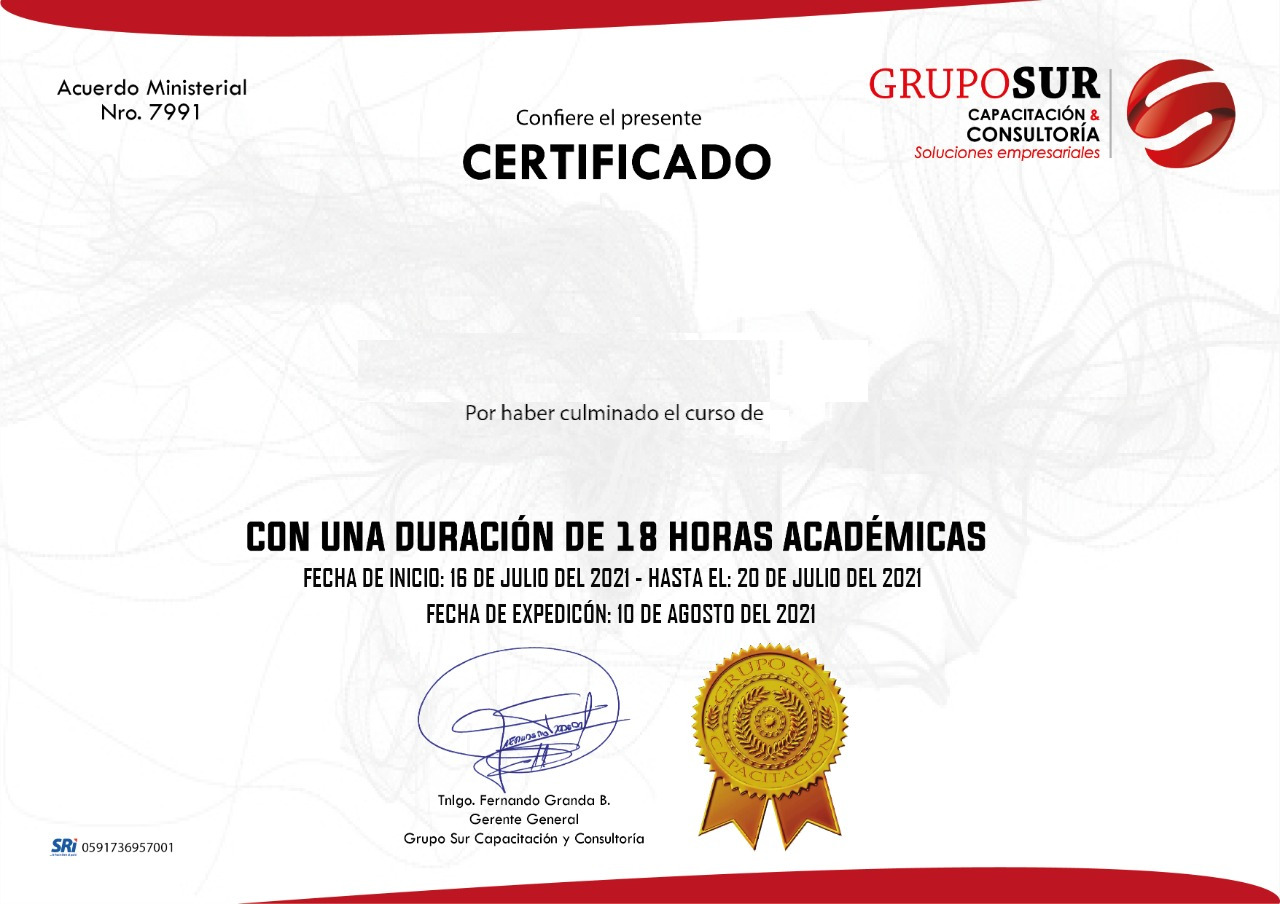 Acuerdo Ministerial
Nro. 7991
Confiere el presente
CERTIFICADO
GRUPOSUR
CAPACITACIÓN &
CONSULTORÍA
Soluciones empresariales
Por haber culminado el curso de
CON UNA DURACIÓN DE 18 HORAS ACADÉMICAS
FECHA DE INICIO: 16 DE JULIO DEL 2021 - HASTA EL: 20 DE JULIO DEL 2021
FECHA DE EXPEDICÓN: 10 DE AGOSTO DEL 2021
GRUPO SUR
CAPACITACIÓN
Tnlgo. Fernando Granda B.
Gerente General
Grupo Sur Capacitación y Consultoría
SRi 0591736957001